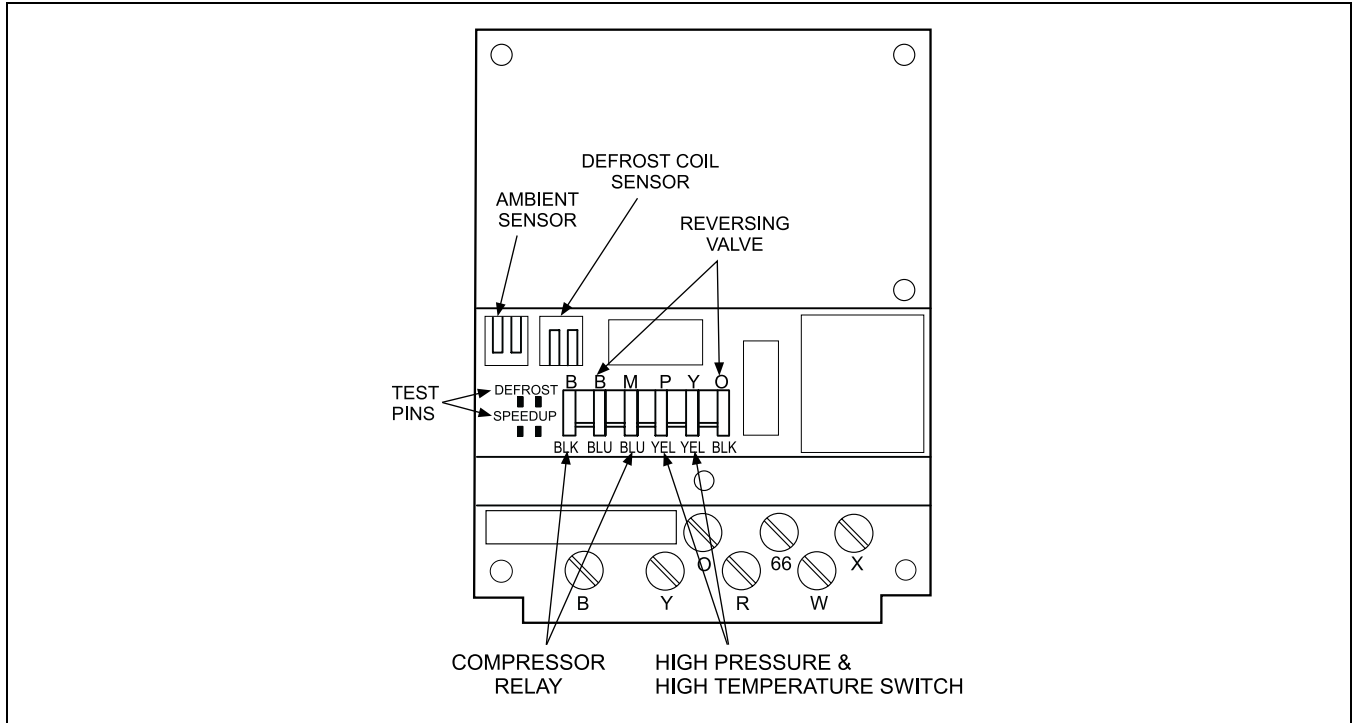 DEFROST COIL
SENSOR
AMBIENT
SENSOR
REVERSING
VALVE
TEST
PINS
DEFROST
SPEEDUP
B B M P Y O
BLK BLU BLU YEL YEL BLK
O 66 X
B Y R W
COMPRESSOR
RELAY
HIGH PRESSURE &
HIGH TEMPERATURE SWITCH